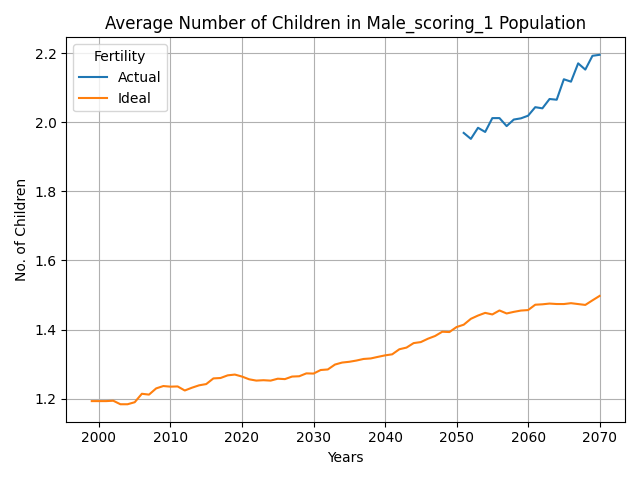 Average Number of Children in Male_scoring_1 Population
Fertility
Actual
Ideal
No. of Children
2.2
2.0
1.8
1.6
1.4
1.2
2000 2010 2020 2030 2040 2050 2060 2070
Years